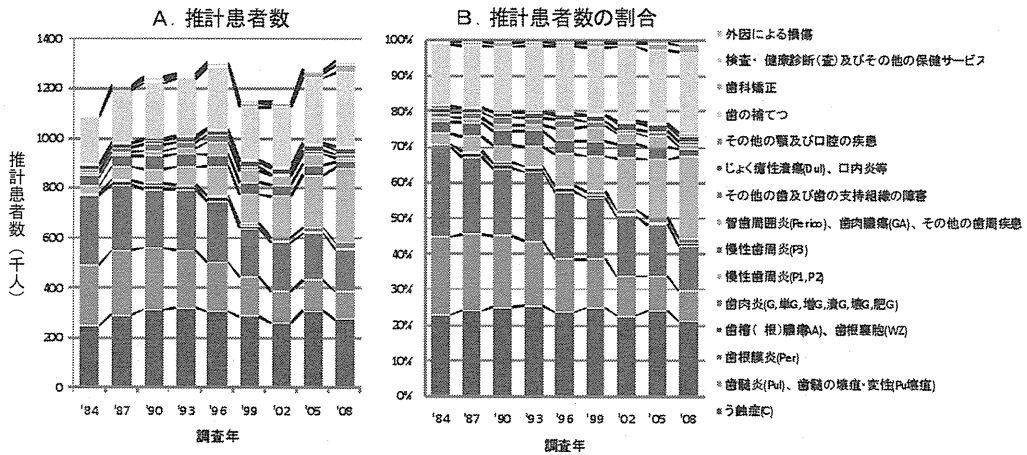 A. 推計患者数
1400
1200
1000
800
600
400
200
0
推計患者数(千人)
'84 '87 '90 '93 '96 '99 '02 '05 '08
調査年
B. 推計患者数の割合
100%
90%
80%
70%
60%
50%
40%
30%
20%
10%
0%
'84 '87 '90 '93 '96 '99 '02 '05 '08
調査年
外因による損傷
検査・健康診断(査)及びその他の保健サービス
歯科矯正
歯の補てつ
その他の顎及び口腔の疾患
じょく瘡性潰瘍(Dul)、口内炎等
その他の歯及び歯の支持組織の障害
智歯周囲炎(Perico)、歯肉膿瘍(GA)、その他の歯周疾患
慢性歯周炎(P3)
慢性歯周炎(P1,P2)
歯肉炎(G,単G,増G,潰G,壊G,肥G)
歯槽(根)膿瘍(AA)、歯根嚢胞(WZ)
歯根膜炎(Per)
歯髄炎(Pul)、歯髄の壊疽・変性(Pu壊疽)
う蝕症(C)